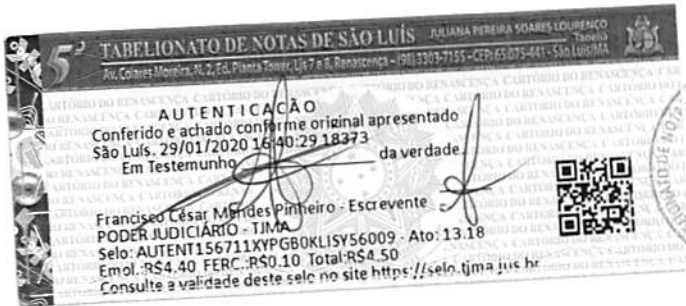 5º TABELIONATO DE NOTAS DE SÃO LUÍS JULIANA PEREIRA SOARES LOURENÇO
Tabeliã
Av. Colares Moreira, N. 2, Ed. Planta Tower, Ljs 7 e 8, Renascença - (98) 3303-7155 - CEP: 65.075-441 - São Luís/MA
AUTENTICAÇÃO
Conferido e achado conforme original apresentado
São Luís. 29/01/2020 16:40:29 18373
Em Testemunho da verdade.
Francisco César Mendes Pinheiro - Escrevente
PODER JUDICIÁRIO - TJMA
Selo: AUTENT156711XYPGB0KLISY56009 - Ato: 13.18
Emol.:R$4,40 FERC.:R$0,10 Total:R$4,50
Consulte a validade deste selo no site https://selo.tjma.jus.br